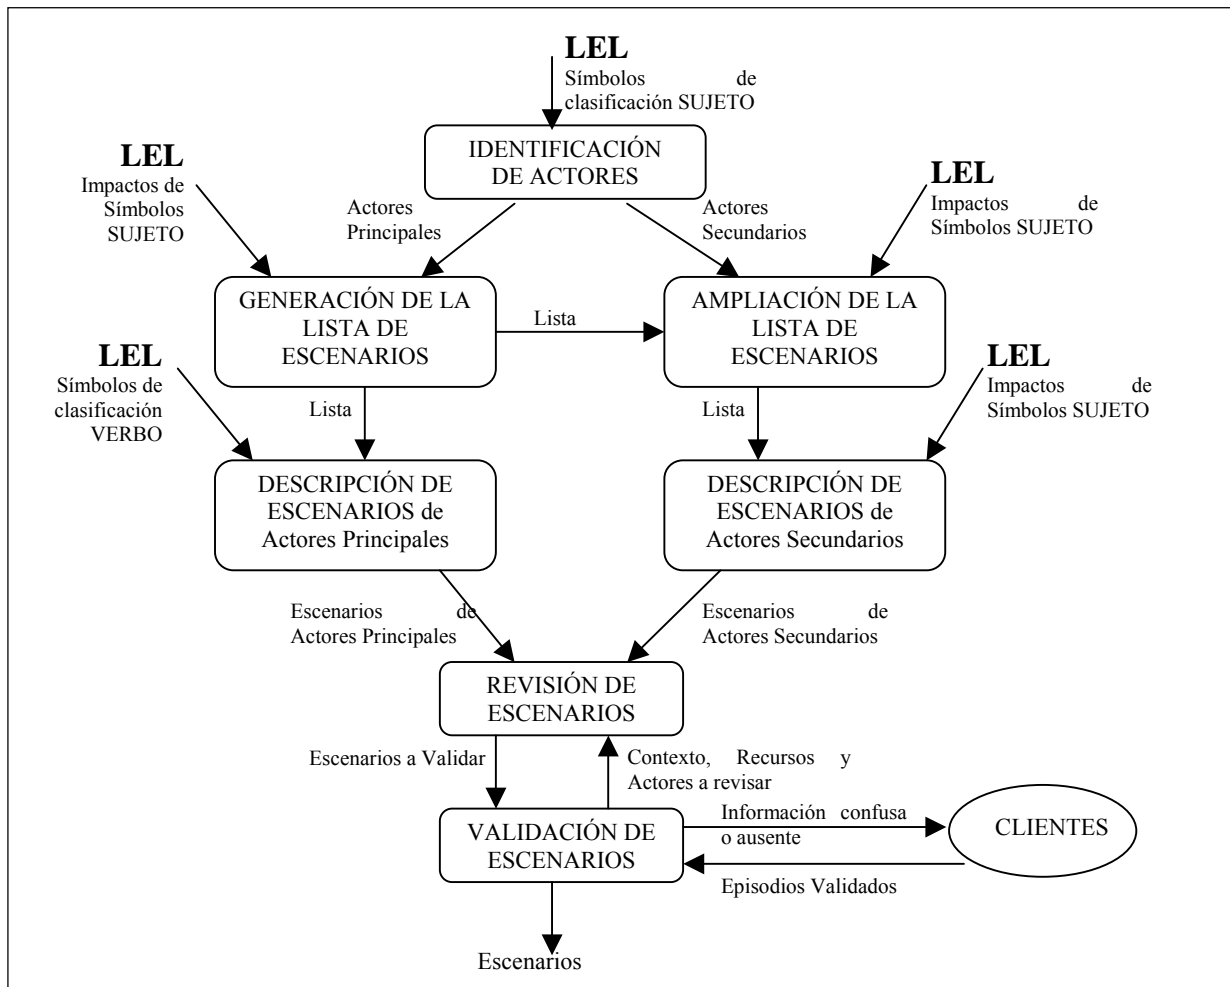 LEL
Símbolos de
clasificación SUJETO
IDENTIFICACIÓN
DE ACTORES
LEL
Impactos de
Símbolos
SUJETO
Actores
Principales
Actores
Secundarios
LEL
Impactos de
Símbolos SUJETO
GENERACIÓN DE LA
LISTA DE
ESCENARIOS
Lista
AMPLIACIÓN DE LA
LISTA DE
ESCENARIOS
LEL
Símbolos de
clasificación
VERBO
Lista
Lista
LEL
Impactos de
Símbolos SUJETO
DESCRIPCIÓN DE
ESCENARIOS de
Actores Principales
DESCRIPCIÓN DE
ESCENARIOS de
Actores Secundarios
Escenarios de
Actores Principales
Escenarios de
Actores Secundarios
REVISIÓN DE
ESCENARIOS
Escenarios a Validar
Contexto, Recursos y
Actores a revisar
VALIDACIÓN DE
ESCENARIOS
Información confusa
o ausente
CLIENTES
Episodios Validados
Escenarios